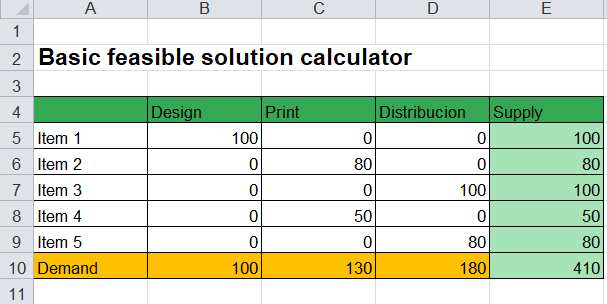 A B C D E
1
2 Basic feasible solution calculator
3
4 Design Print Distribucion Supply
5 Item 1 100 0 0 100
6 Item 2 0 80 0 80
7 Item 3 0 0 100 100
8 Item 4 0 50 0 50
9 Item 5 0 0 80 80
10 Demand 100 130 180 410
11